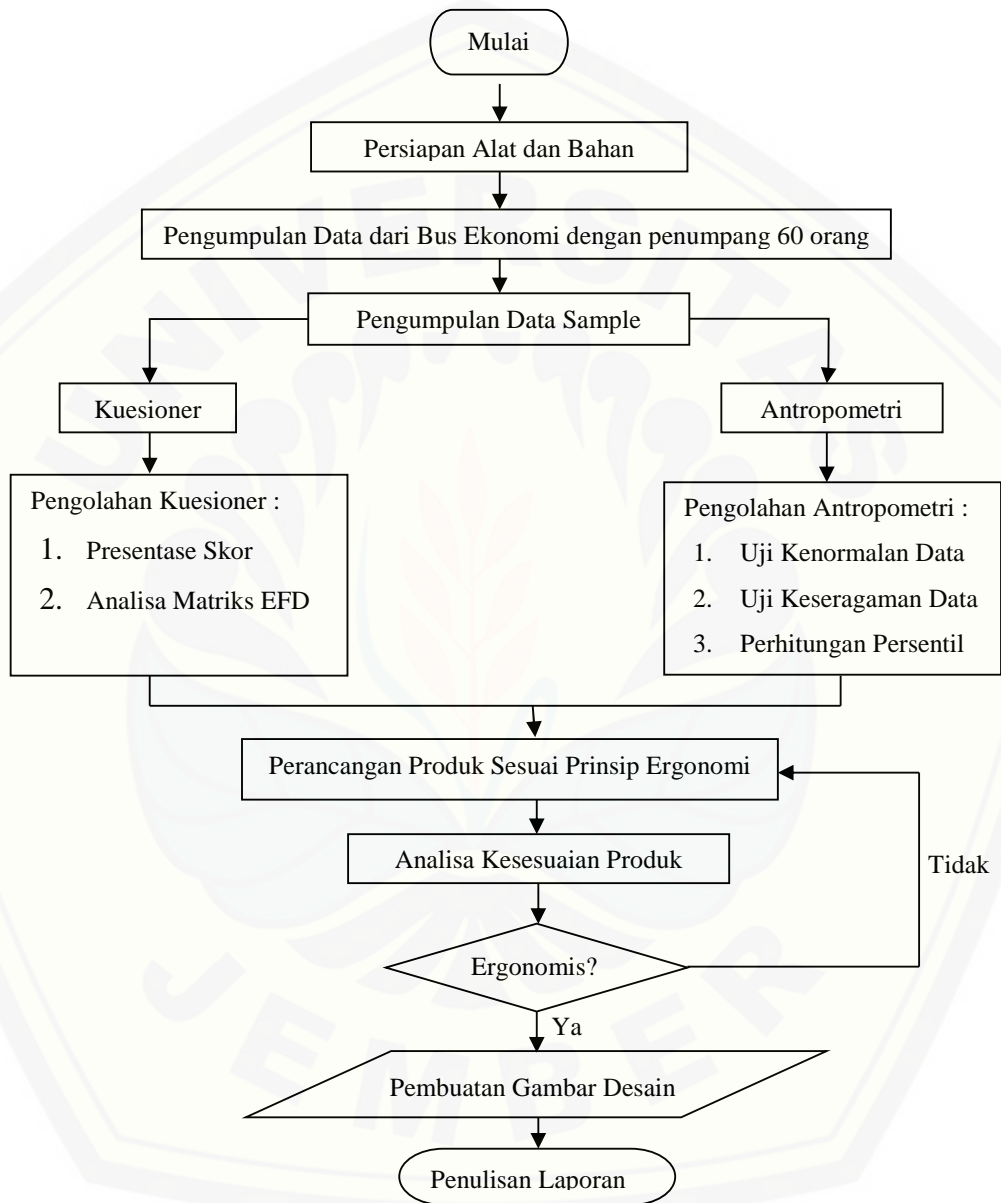 Mulai
Persiapan Alat dan Bahan
Pengumpulan Data dari Bus Ekonomi dengan penumpang 60 orang
Pengumpulan Data Sample
Kuesioner
Antropometri
Pengolahan Kuesioner :
1. Presentase Skor
2. Analisa Matriks EFD
Pengolahan Antropometri :
1. Uji Kenormalan Data
2. Uji Keseragaman Data
3. Perhitungan Persentil
Perancangan Produk Sesuai Prinsip Ergonomi
Analisa Kesesuaian Produk
Tidak
Ergonomis?
Ya
Pembuatan Gambar Desain
Penulisan Laporan
UNIVERSITAS
JEMBER